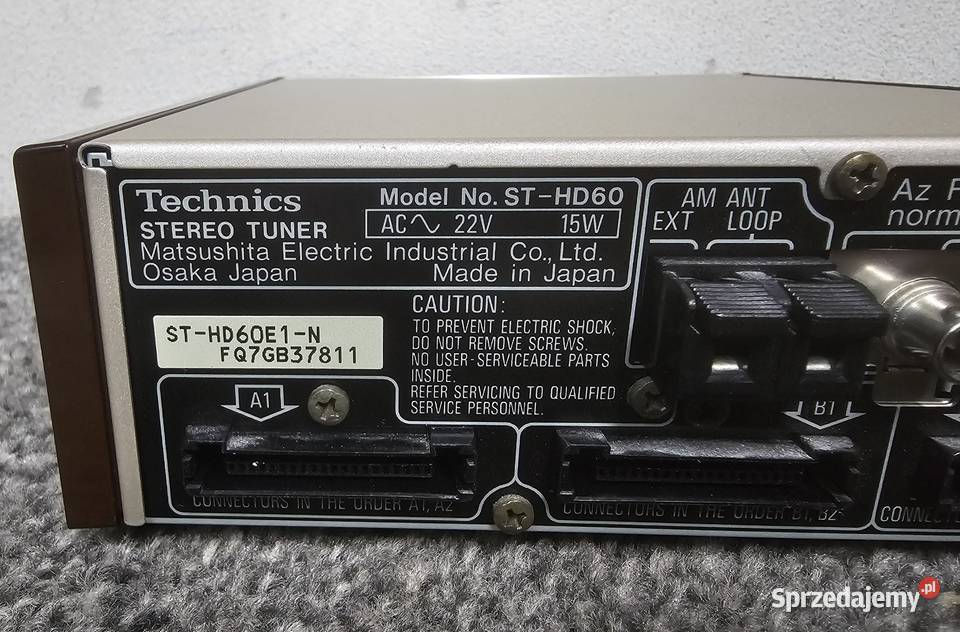 Technics
Model No. ST-HD60
STEREO TUNER
AC 22V 15W
Matsushita Electric Industrial Co., Ltd.
Osaka Japan
Made in Japan
AM ANT
EXT LOOP
Az F
norm
CAUTION:
TO PREVENT ELECTRIC SHOCK,
DO NOT REMOVE SCREWS.
NO USER-SERVICEABLE PARTS
INSIDE.
REFER SERVICING TO QUALIFIED
SERVICE PERSONNEL.
ST-HD60E1-N
FQ7GB37811
A1
B1
CONNECTORS IN THE ORDER A1, A2
CONNECTORS IN THE ORDER B1, B2
CONNEC
Sprzedajemy.pl